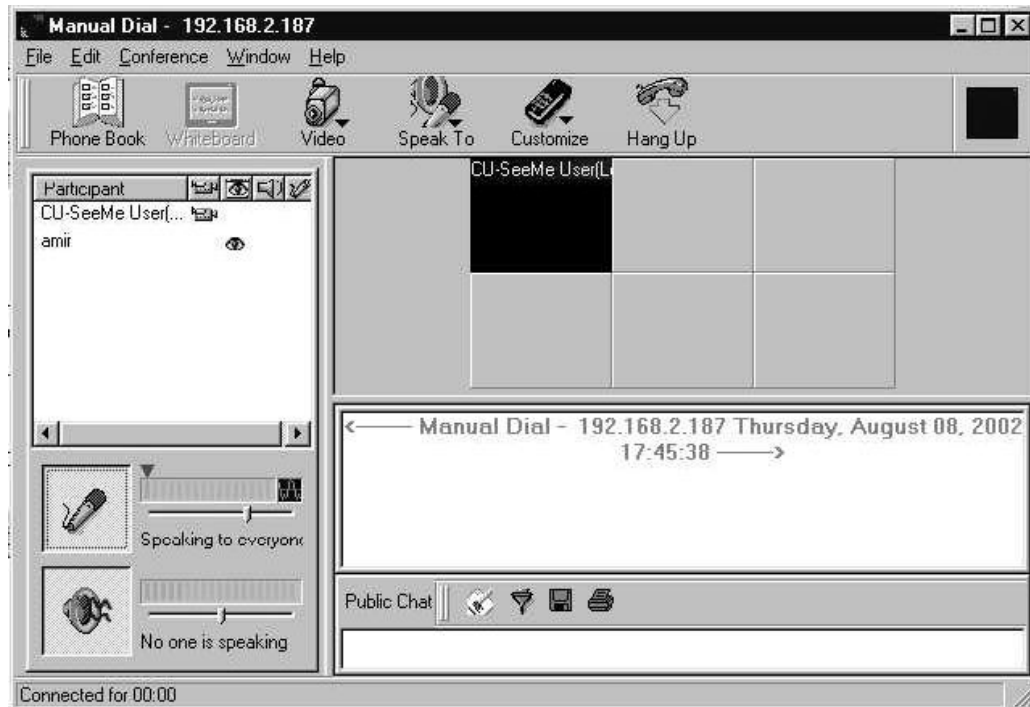 Manual Dial - 192.168.2.187
File Edit Conference Window Help
Phone Book Whiteboard Video Speak To Customize Hang Up
CU-SeeMe User(L
Participant
CU-SeeMe User(...
amir
<—— Manual Dial - 192.168.2.187 Thursday, August 08, 2002
17:45:38 ——>
Speaking to everyone
Public Chat
No one is speaking
Connected for 00:00